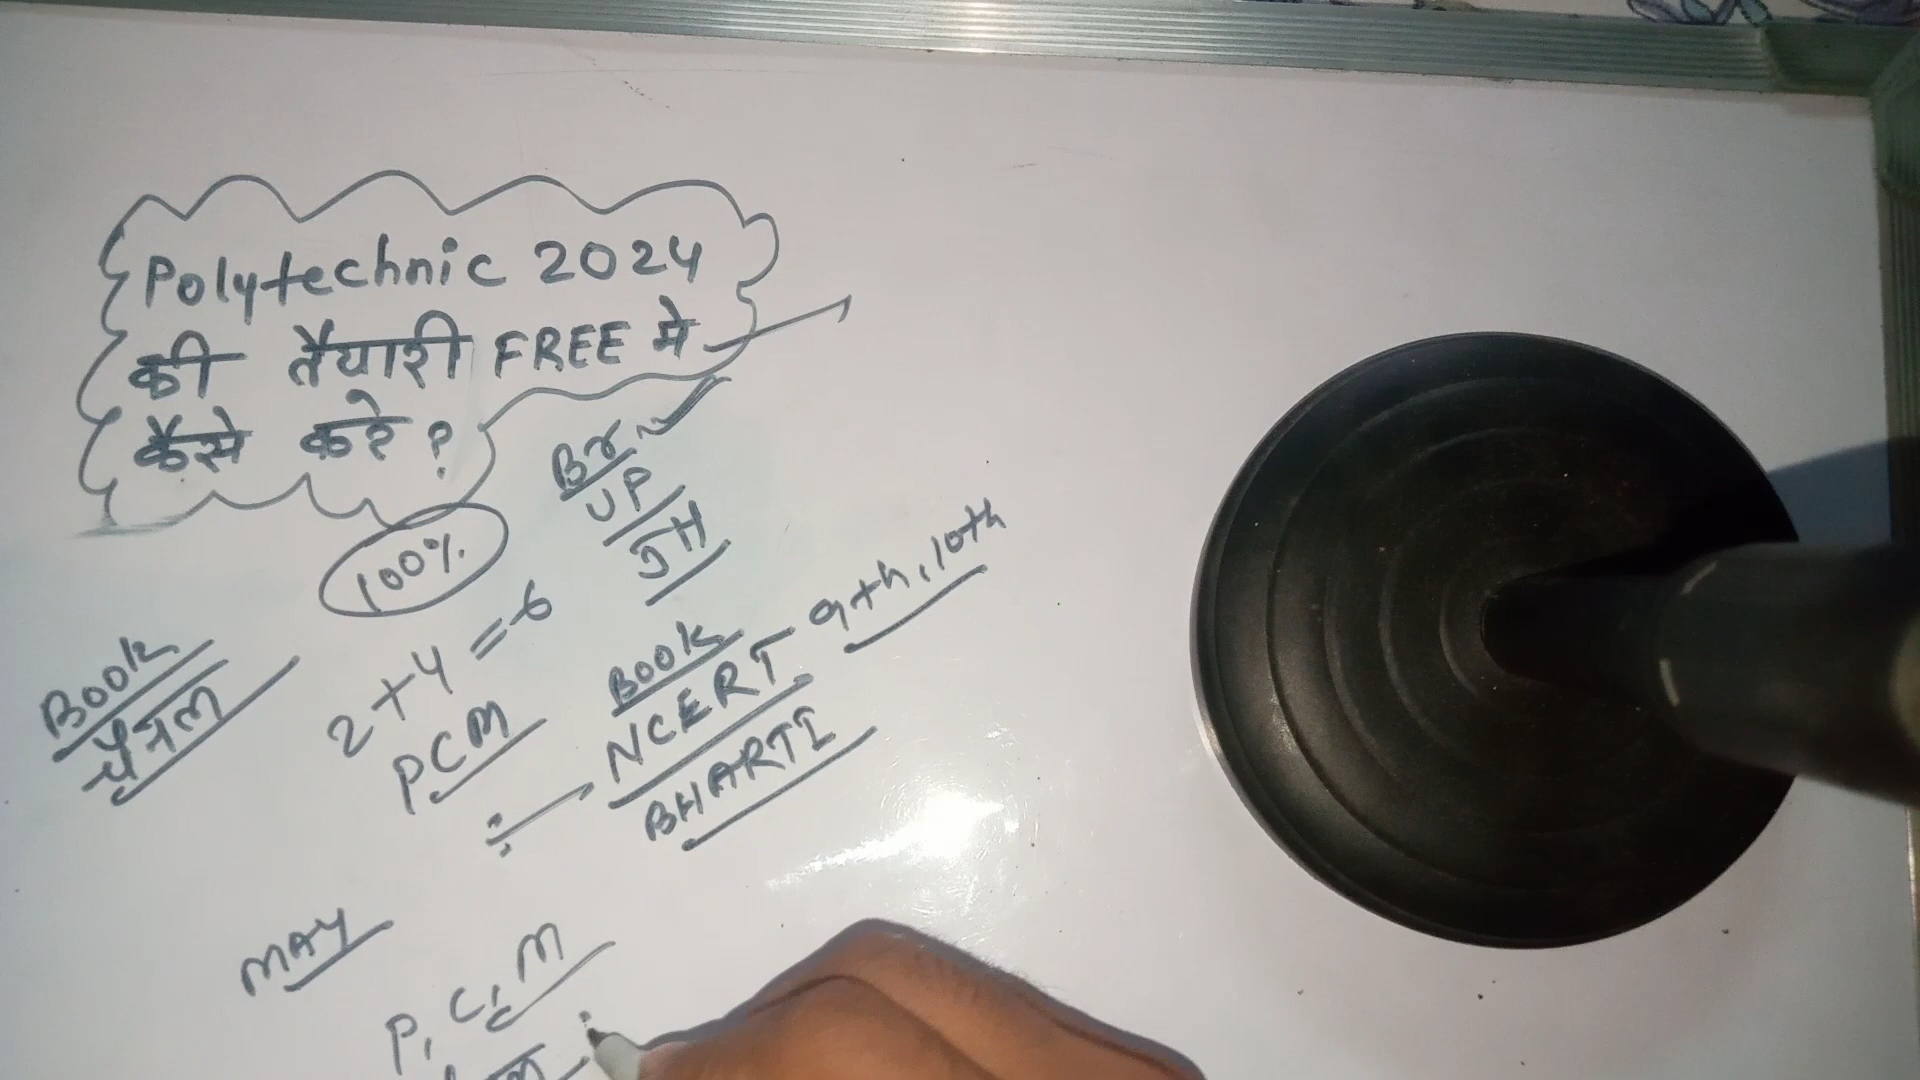 Polytechnic 2024
की तैयारी FREE मे
कैसे करे ?
100%
Br.
UP
JH
Book
चैनल
2+4=6
PCM
BOOK
NCERT 9th, 10th
BHARTI
MAY
P, C, M